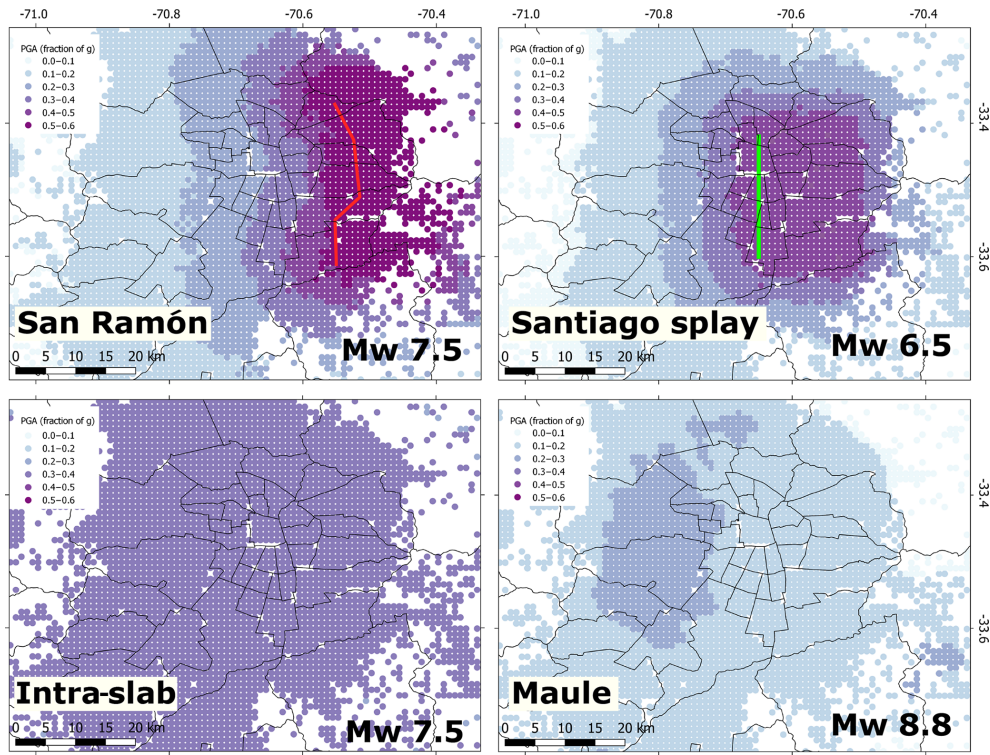 -71.0 -70.8 -70.6 -70.4
-71.0 -70.8 -70.6 -70.4
PGA (fraction of g)
0.0–0.1
0.1–0.2
0.2–0.3
0.3–0.4
0.4–0.5
0.5–0.6
San Ramón
0 5 10 15 20 km
Mw 7.5
PGA (fraction of g)
0.0–0.1
0.1–0.2
0.2–0.3
0.3–0.4
0.4–0.5
0.5–0.6
-33.4
-33.6
Santiago splay
0 5 10 15 20 km
Mw 6.5
PGA (fraction of g)
0.0–0.1
0.1–0.2
0.2–0.3
0.3–0.4
0.4–0.5
0.5–0.6
Intra-slab
0 5 10 15 20 km
Mw 7.5
PGA (fraction of g)
0.0–0.1
0.1–0.2
0.2–0.3
0.3–0.4
0.4–0.5
0.5–0.6
-33.4
-33.6
Maule
0 5 10 15 20 km
Mw 8.8